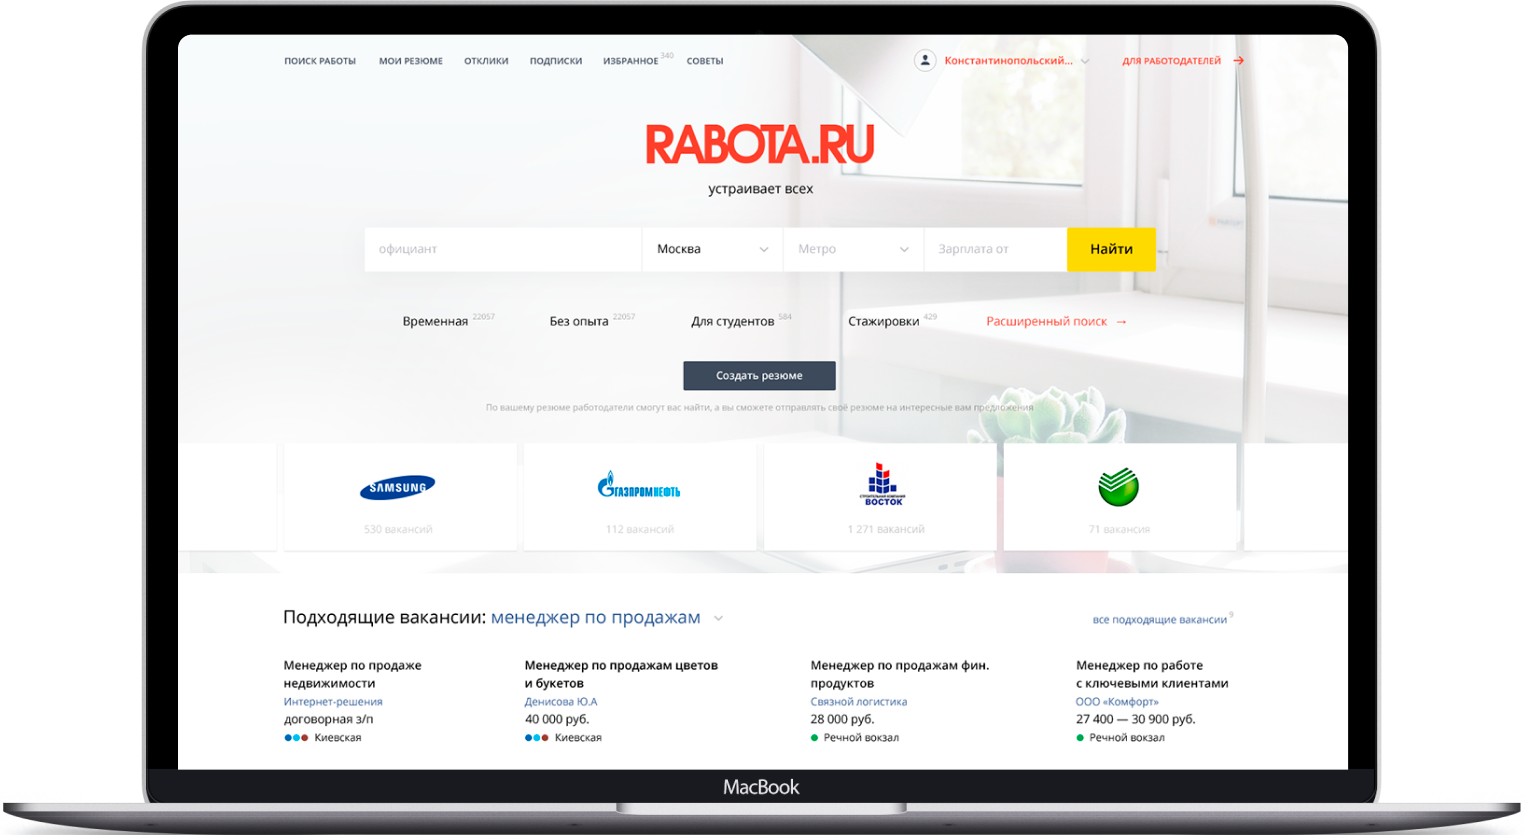 ПОИСК РАБОТЫ МОИ РЕЗЮМЕ ОТКЛИКИ ПОДПИСКИ ИЗБРАННОЕ 340 СОВЕТЫ Константинопольский... ДЛЯ РАБОТОДАТЕЛЕЙ →
RABOTA.RU
устраивает всех
официант Москва Метро Зарплата от Найти
Временная 22057 Без опыта 22057 Для студентов 584 Стажировки 429 Расширенный поиск →
Создать резюме
По вашему резюме работодатели смогут вас найти, а вы сможете отправлять своё резюме на интересные вам предложения
SAMSUNG ГАЗПРОМНЕФТЬ СТРОИТЕЛЬНАЯ КОМПАНИЯ
ВОСТОК
530 вакансий 112 вакансий 1 271 вакансий 71 вакансия
Подходящие вакансии: менеджер по продажам все подходящие вакансии 9
Менеджер по продаже Менеджер по продажам цветов Менеджер по продажам фин. Менеджер по работе
недвижимости и букетов продуктов с ключевыми клиентами
Интернет-решения Денисова Ю.А Связной логистика ООО «Комфорт»
договорная з/п 40 000 руб. 28 000 руб. 27 400 — 30 900 руб.
Киевская Киевская Речной вокзал Речной вокзал
MacBook